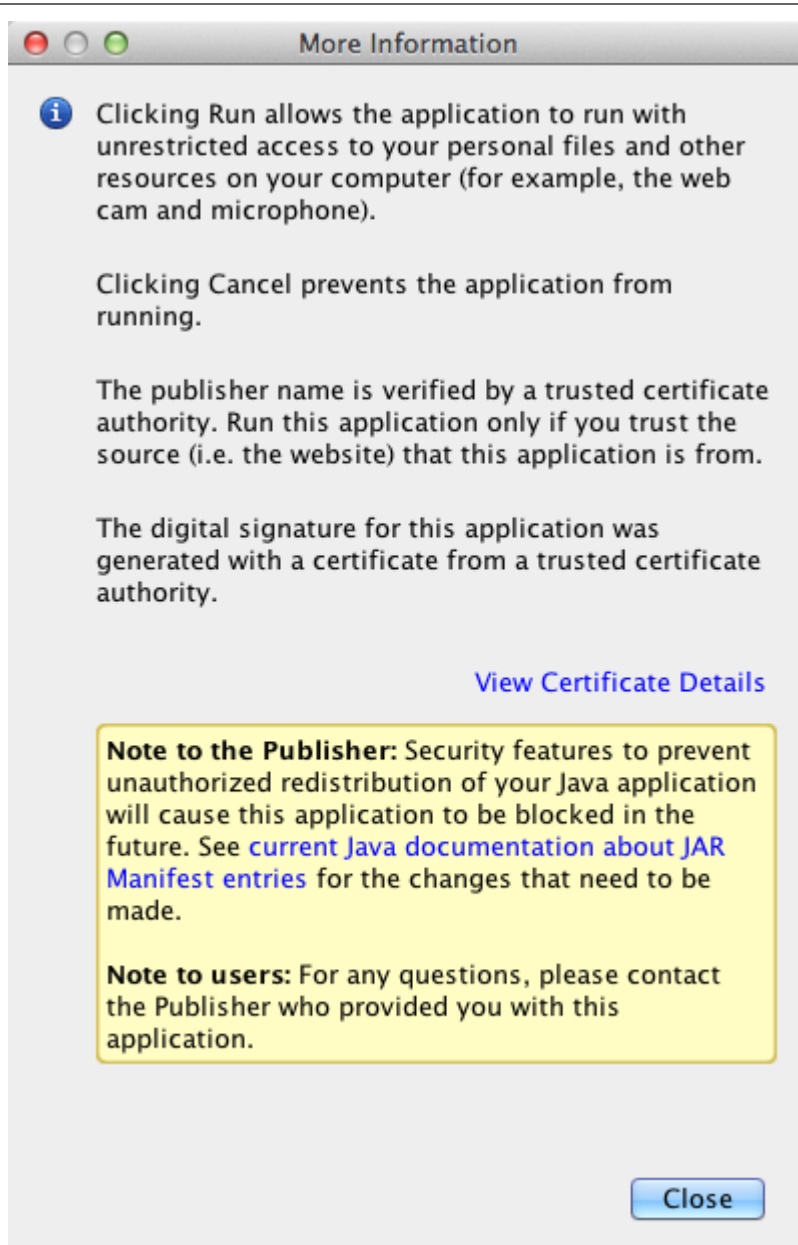 More Information
Clicking Run allows the application to run with
unrestricted access to your personal files and other
resources on your computer (for example, the web
cam and microphone).
Clicking Cancel prevents the application from
running.
The publisher name is verified by a trusted certificate
authority. Run this application only if you trust the
source (i.e. the website) that this application is from.
The digital signature for this application was
generated with a certificate from a trusted certificate
authority.
View Certificate Details
Note to the Publisher: Security features to prevent
unauthorized redistribution of your Java application
will cause this application to be blocked in the
future. See current Java documentation about JAR
Manifest entries for the changes that need to be
made.
Note to users: For any questions, please contact
the Publisher who provided you with this
application.
Close